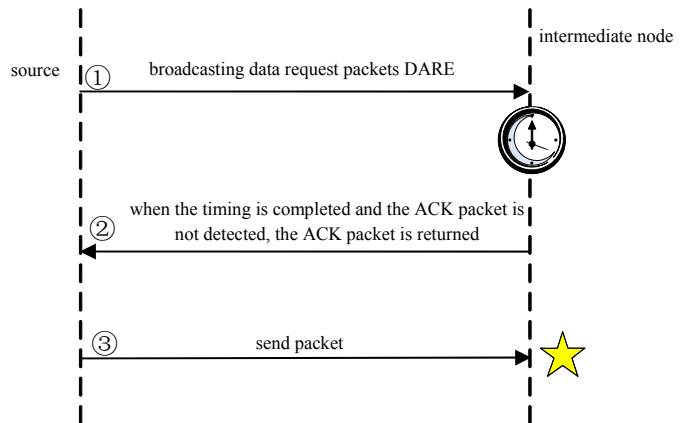 intermediate node
source
① broadcasting data request packets DARE
when the timing is completed and the ACK packet is
② not detected, the ACK packet is returned
③ send packet